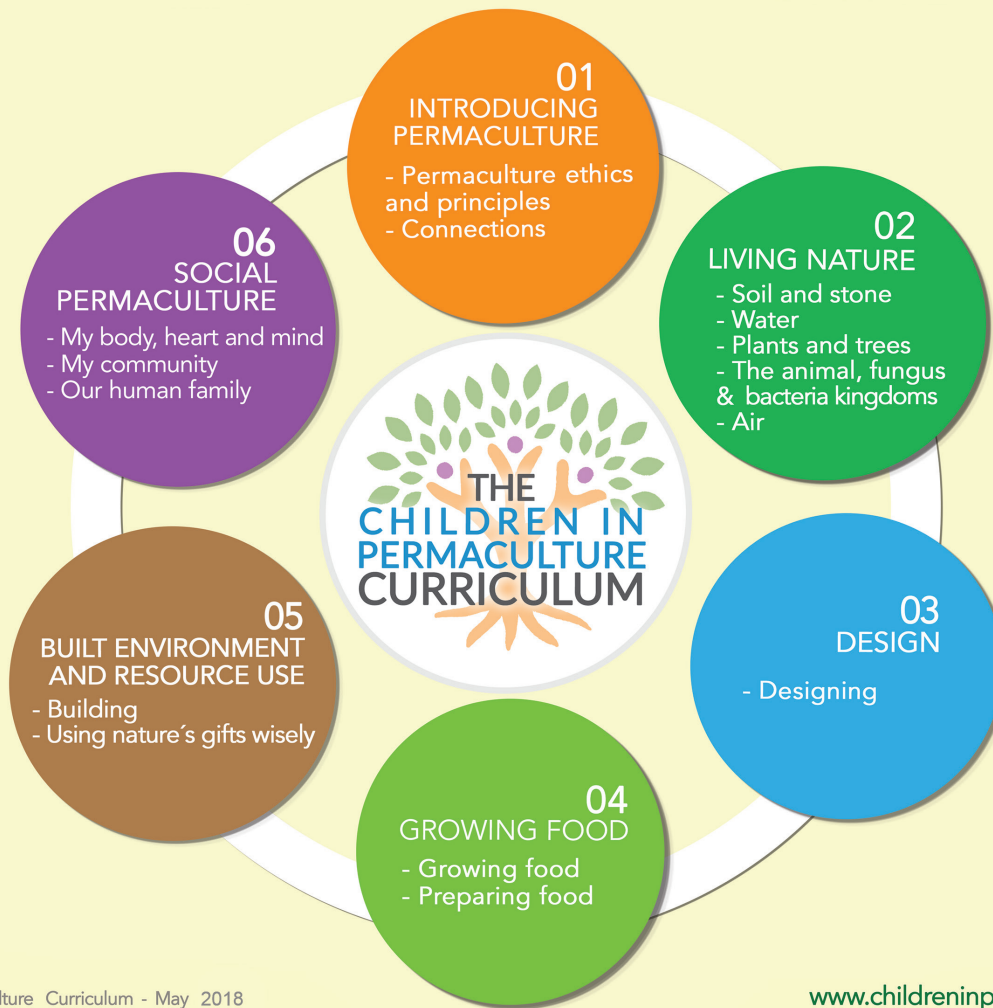 01
INTRODUCING
PERMACULTURE
- Permaculture ethics
and principles
- Connections
02
LIVING NATURE
- Soil and stone
- Water
- Plants and trees
- The animal, fungus
& bacteria kingdoms
- Air
03
DESIGN
- Designing
04
GROWING FOOD
- Growing food
- Preparing food
05
BUILT ENVIRONMENT
AND RESOURCE USE
- Building
- Using nature´s gifts wisely
06
SOCIAL
PERMACULTURE
- My body, heart and mind
- My community
- Our human family
THE
CHILDREN IN
PERMACULTURE
CURRICULUM
Curriculum - May 2018